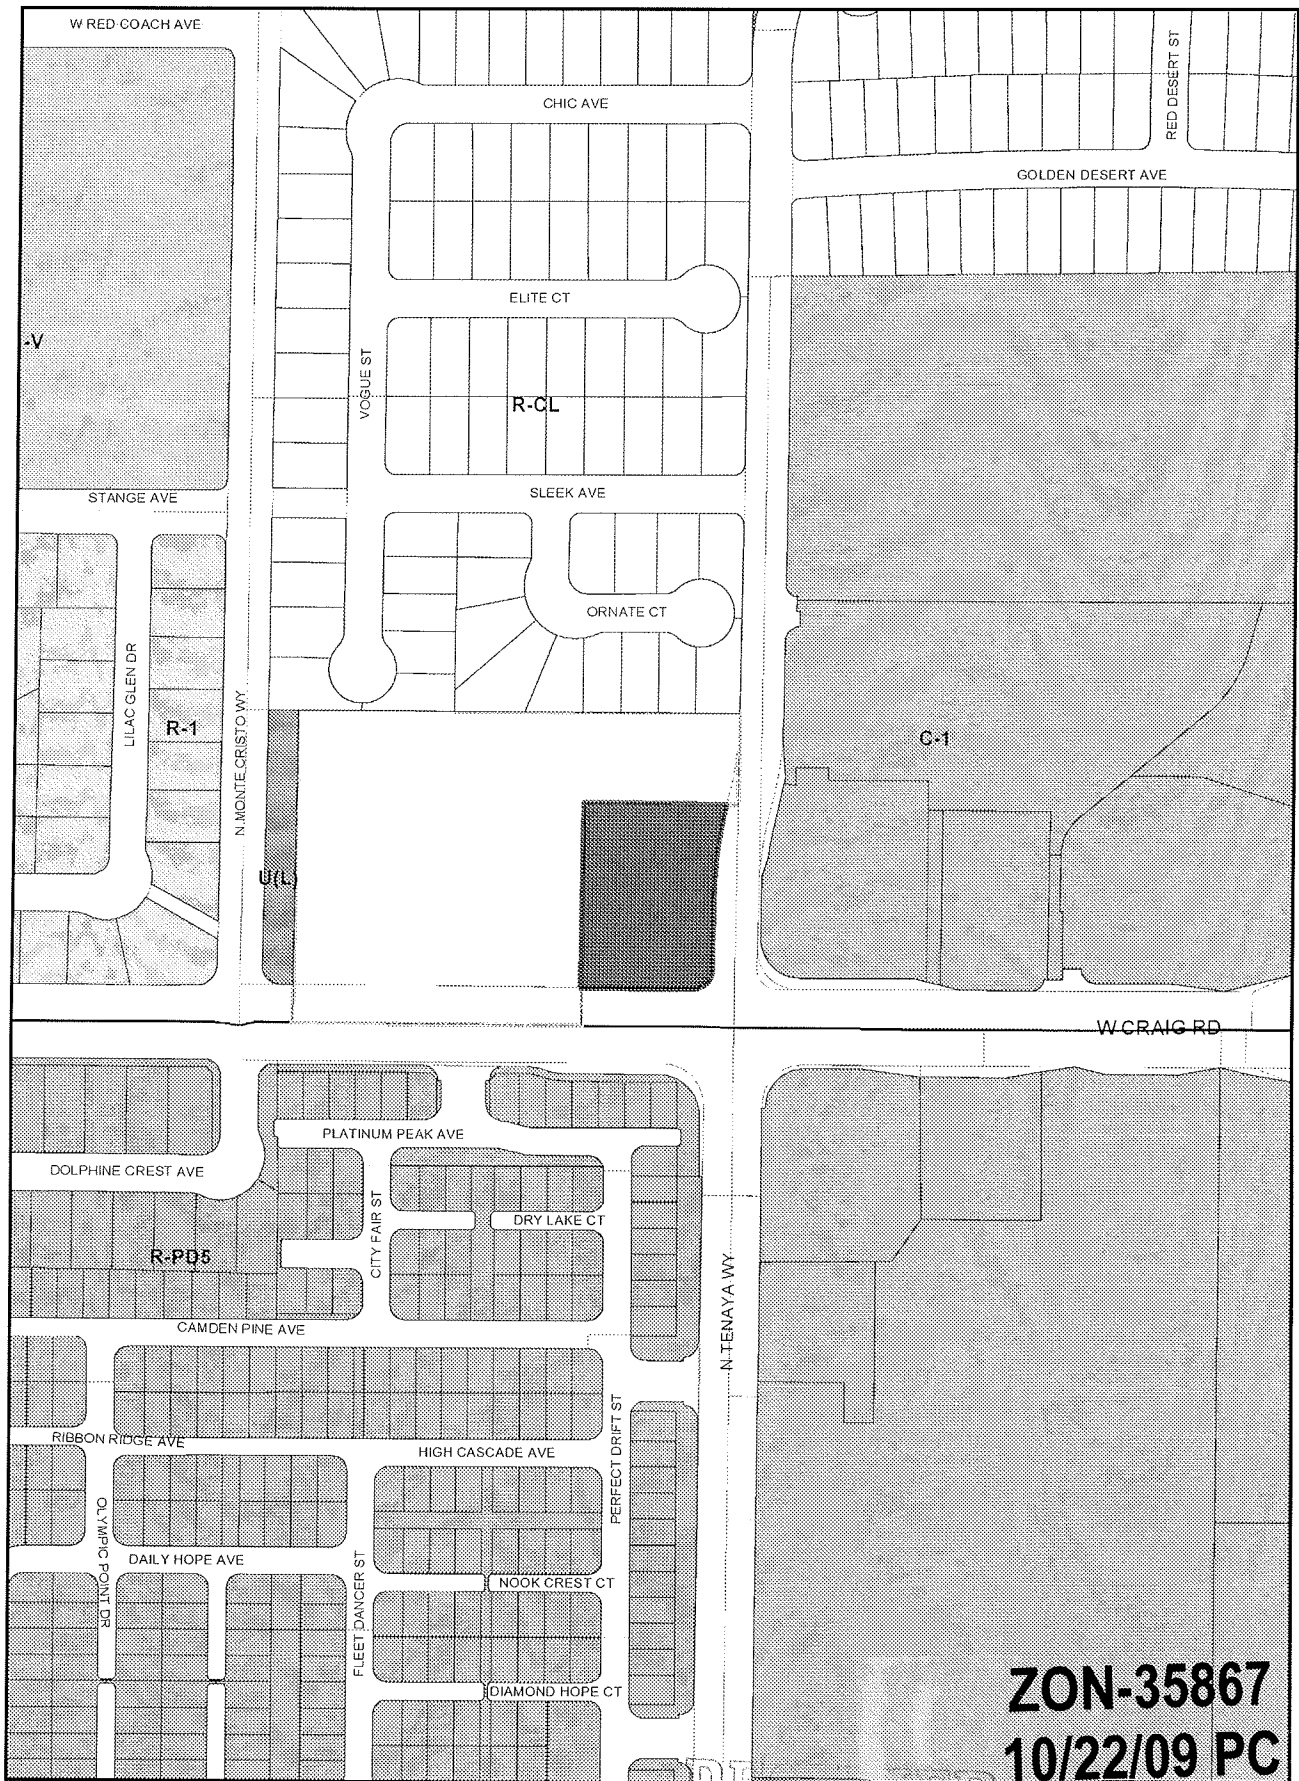 W RED COACH AVE
CHIC AVE
RED DESERT ST
GOLDEN DESERT AVE
ELITE CT
-V
VOGUE ST
R-CL
SLEEK AVE
STANGE AVE
ORNATE CT
LILAC GLEN DR
R-1
N MONTE CRISTO WY
C-1
U(L)
W CRAIG RD
PLATINUM PEAK AVE
DOLPHINE CREST AVE
CITY FAIR ST
DRY LAKE CT
R-PD5
N TENAYA WY
CAMDEN PINE AVE
PERFECT DRIFT ST
RIBBON RIDGE AVE
HIGH CASCADE AVE
OLYMPIC POINT DR
DAILY HOPE AVE
FLEET DANCER ST
NOOK CREST CT
DIAMOND HOPE CT
ZON-35867
10/22/09 PC